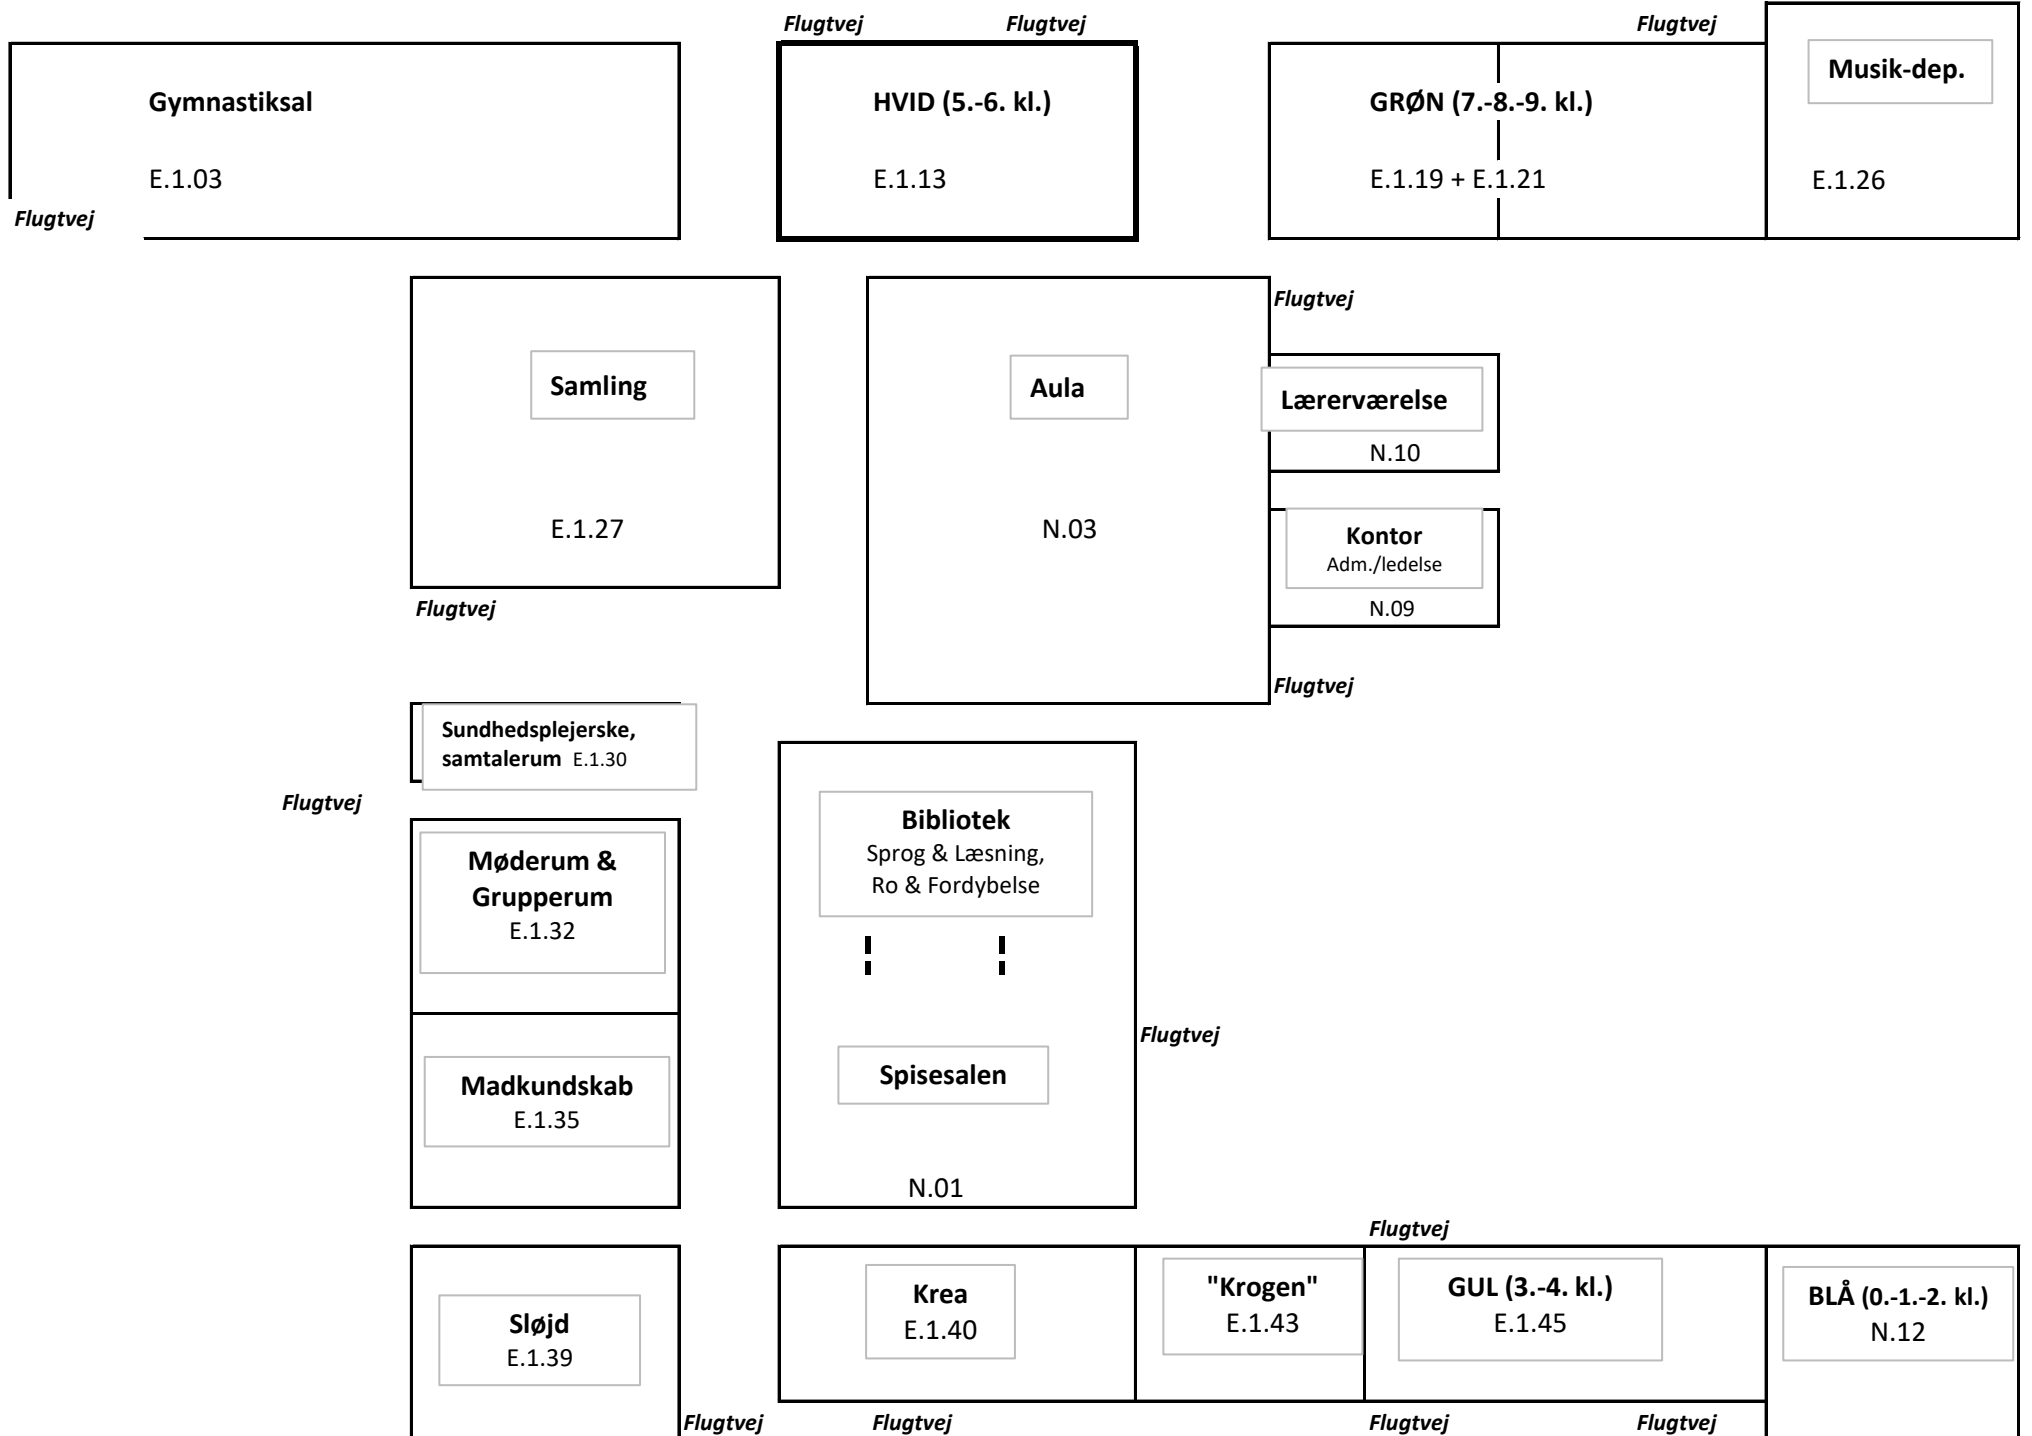 Flugtvej
Flugtvej
Flugtvej
Gymnastiksal
E.1.03
Flugtvej
HVID (5.-6. kl.)
E.1.13
GRØN (7.-8.-9. kl.)
E.1.19 + E.1.21
Musik-dep.
E.1.26
Samling
E.1.27
Flugtvej
Aula
N.03
Flugtvej
Lærerværelse
N.10
Kontor
Adm./ledelse
N.09
Flugtvej
Sundhedsplejerske,
samtalerum E.1.30
Flugtvej
Møderum &
Grupperum
E.1.32
Madkundskab
E.1.35
Bibliotek
Sprog & Læsning,
Ro & Fordybelse
Spisesalen
N.01
Flugtvej
Flugtvej
Sløjd
E.1.39
Krea
E.1.40
"Krogen"
E.1.43
GUL (3.-4. kl.)
E.1.45
BLÅ (0.-1.-2. kl.)
N.12
Flugtvej
Flugtvej
Flugtvej
Flugtvej